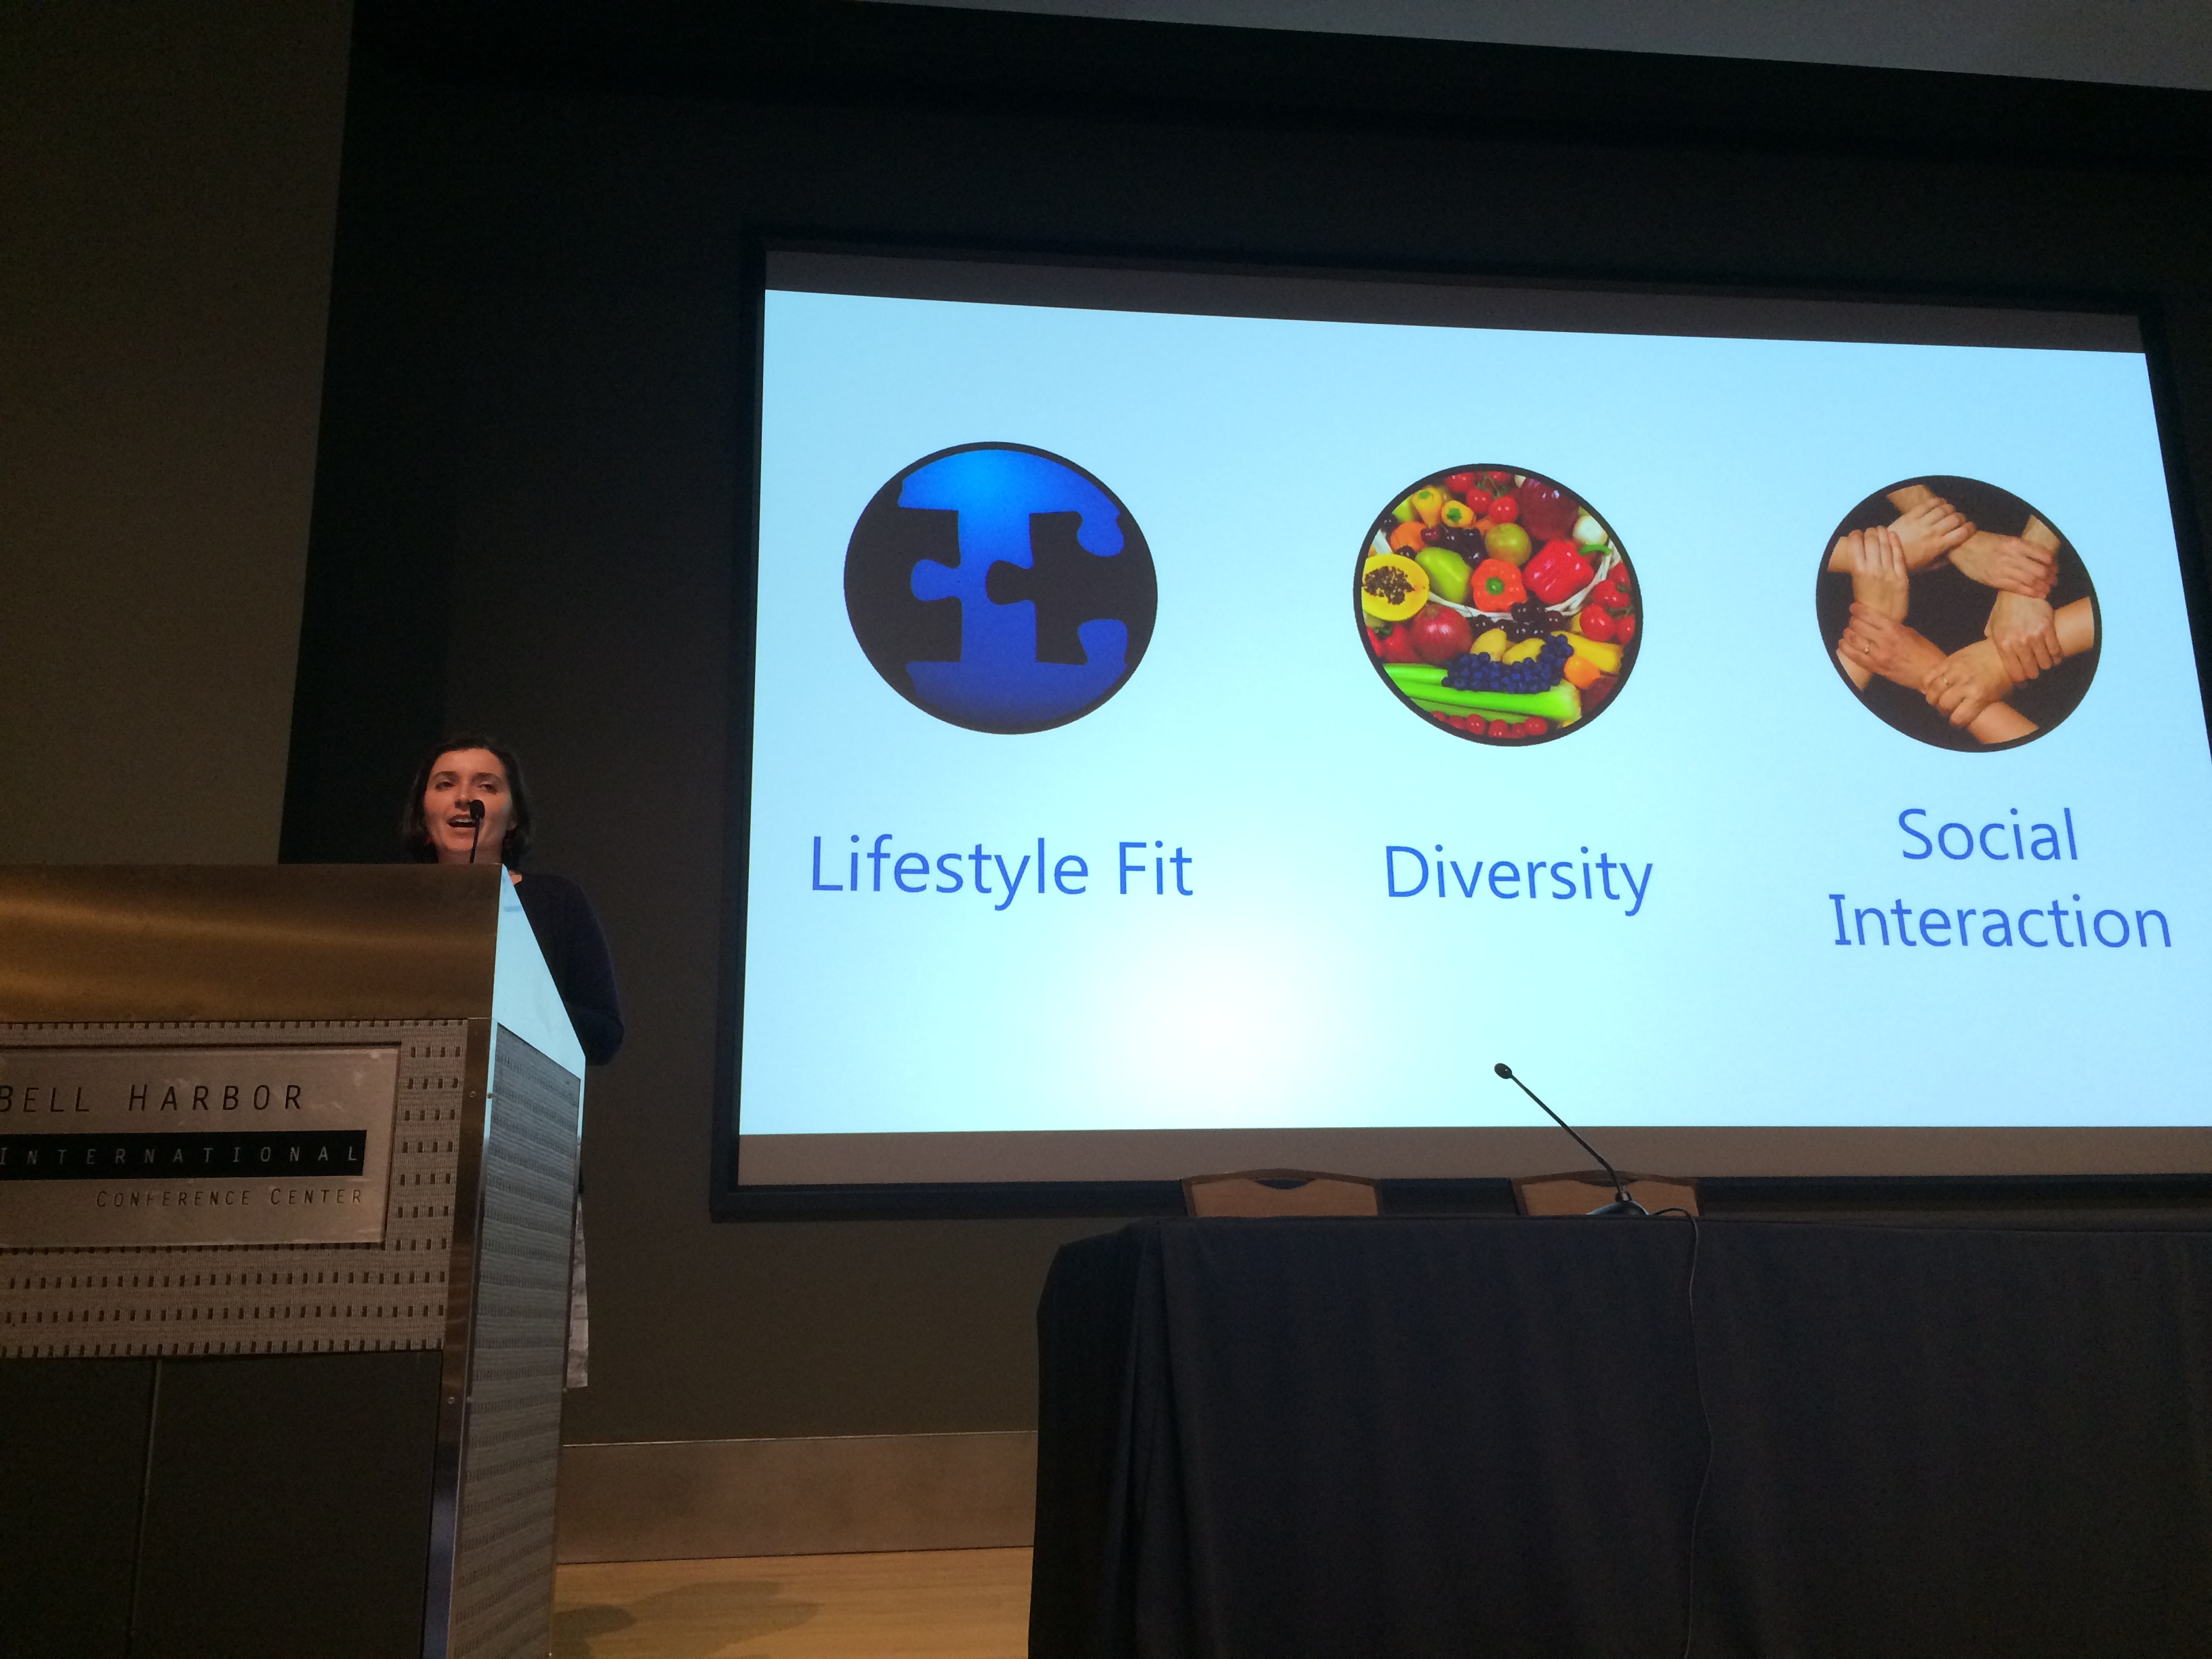 Lifestyle Fit
Diversity
Social
Interaction
BELL HARBOR
INTERNATIONAL
CONFERENCE CENTER